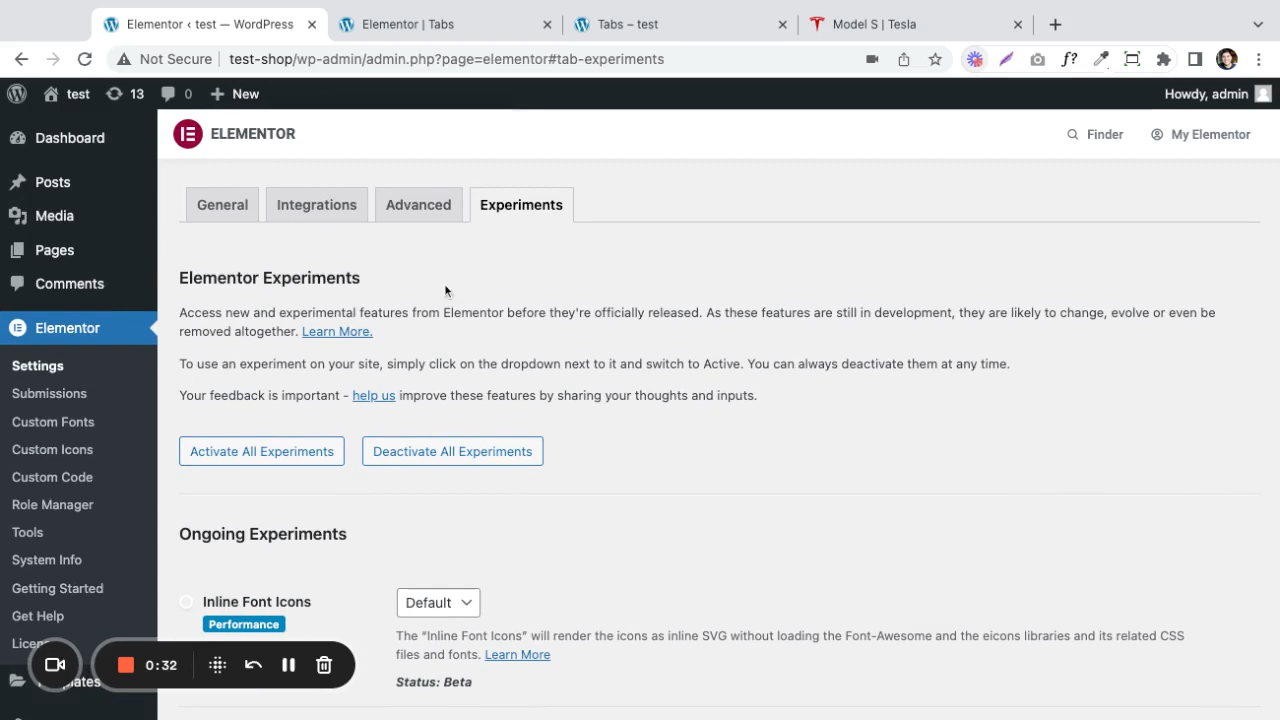 Elementor ‹ test — WordPress
Elementor | Tabs
Tabs – test
Model S | Tesla
Not Secure
test-shop/wp-admin/admin.php?page=elementor#tab-experiments
f?
test
13
0
New
Howdy, admin
Dashboard
Posts
Media
Pages
Comments
Elementor
Settings
Submissions
Custom Fonts
Custom Icons
Custom Code
Role Manager
Tools
System Info
Getting Started
Get Help
ELEMENTOR
Finder
My Elementor
General
Integrations
Advanced
Experiments
Elementor Experiments
Access new and experimental features from Elementor before they're officially released. As these features are still in development, they are likely to change, evolve or even be
removed altogether. Learn More.
To use an experiment on your site, simply click on the dropdown next to it and switch to Active. You can always deactivate them at any time.
Your feedback is important - help us improve these features by sharing your thoughts and inputs.
Activate All Experiments
Deactivate All Experiments
Ongoing Experiments
Inline Font Icons
Performance
Default
The “Inline Font Icons” will render the icons as inline SVG without loading the Font-Awesome and the eicons libraries and its related CSS
files and fonts. Learn More
Status: Beta
0:32